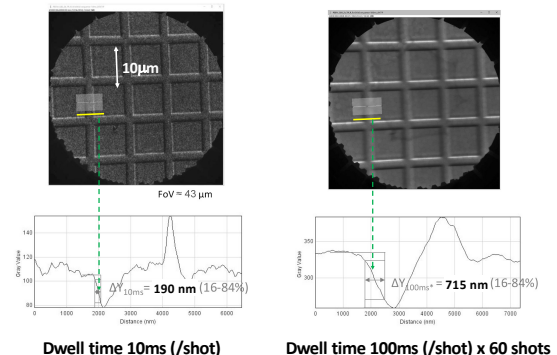 10μm
FoV ≈ 43 μm
140
120
100
80
Gray Value
0 1000 2000 3000 4000 5000 6000
Distance (nm)
ΔY10ms = 190 nm (16-84%)
350
300
Gray Value
0 1000 2000 3000 4000 5000 6000 7000
Distance (nm)
ΔY100ms* = 715 nm (16-84%)
Dwell time 10ms (/shot)
Dwell time 100ms (/shot) x 60 shots